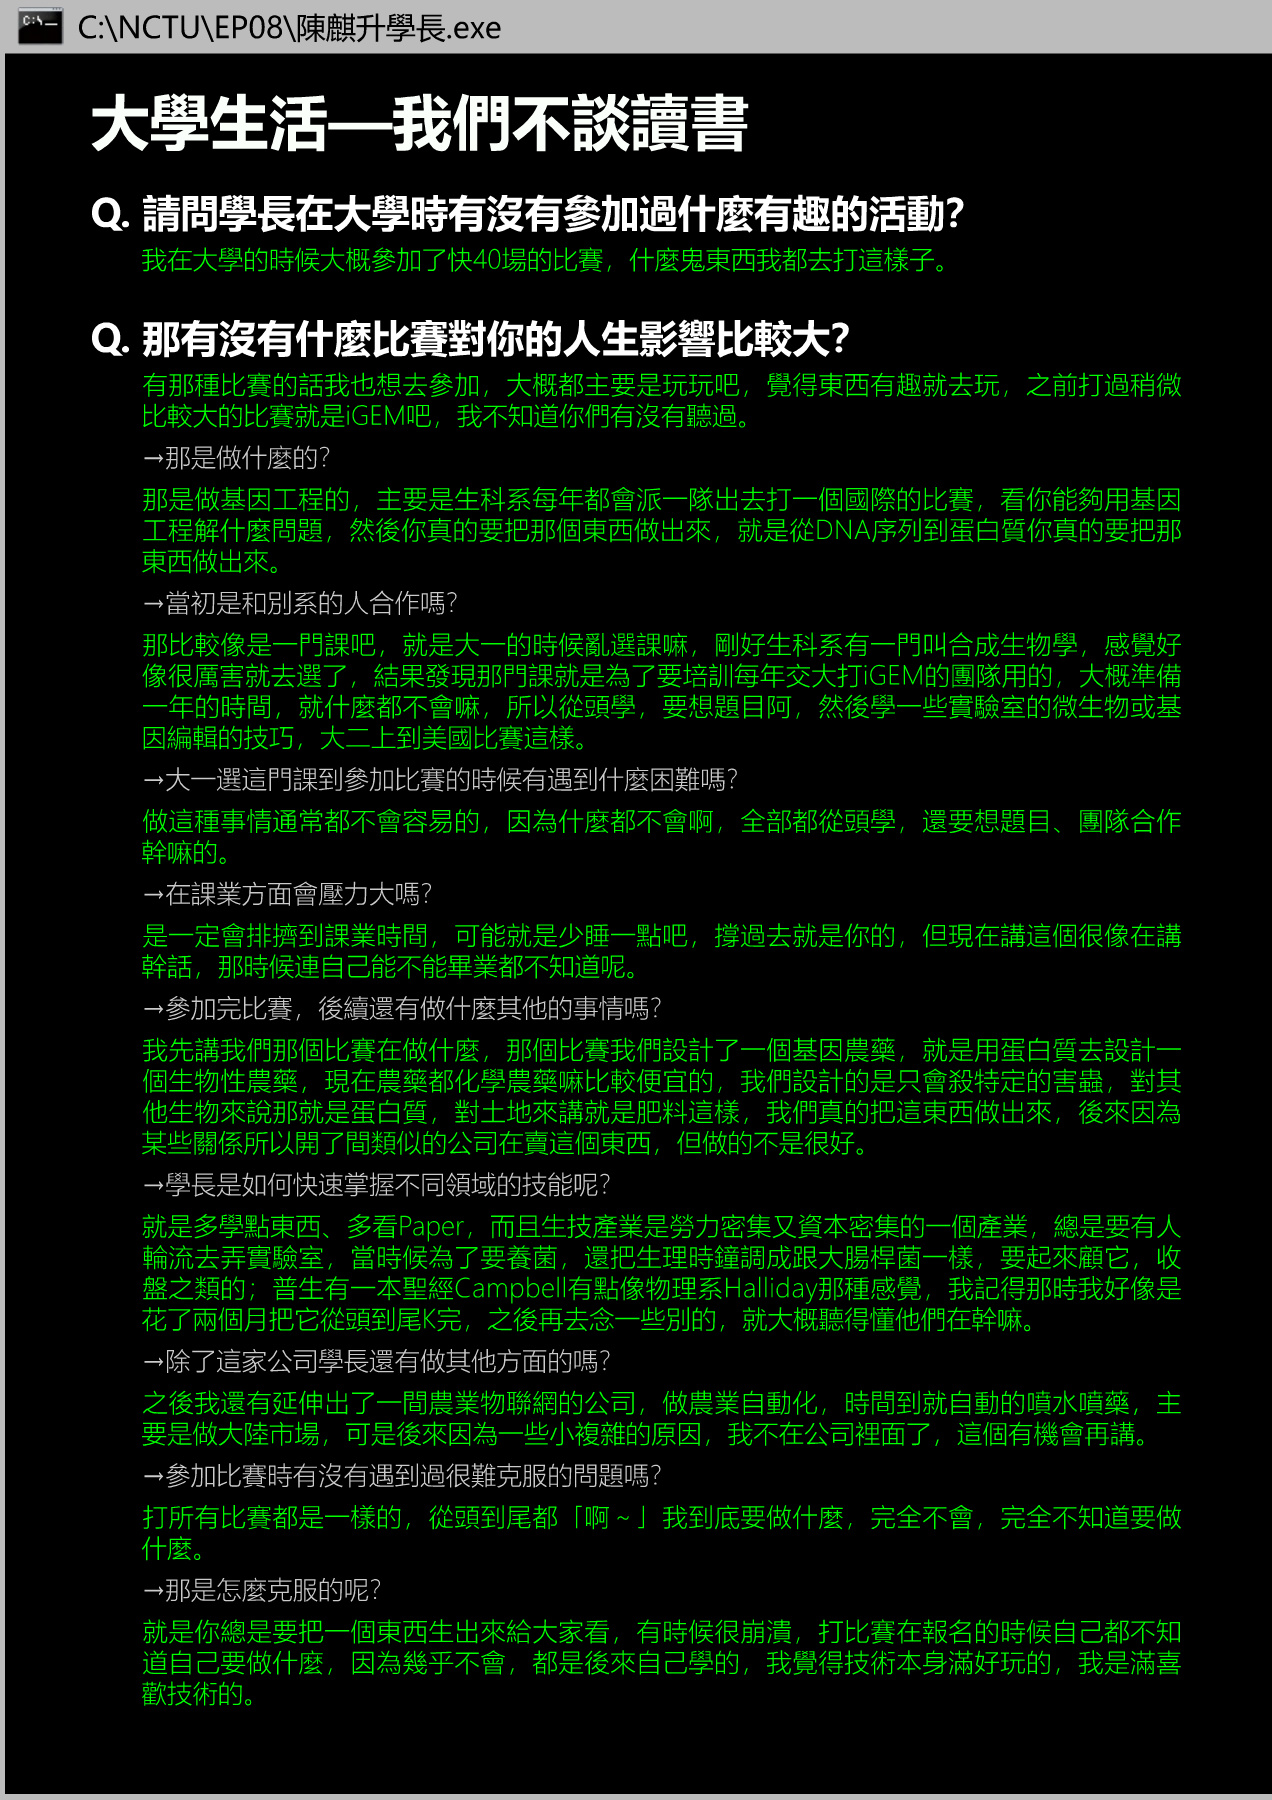 C:\NCTU\EP08\陳麒升學長.exe
大學生活—我們不談讀書
Q. 請問學長在大學時有沒有參加過什麼有趣的活動？
我在大學的時候大概參加了快40場的比賽，什麼鬼東西我都去打這樣子。
Q. 那有沒有什麼比賽對你的人生影響比較大？
有那種比賽的話我也想去參加，大概都主要是玩玩吧，覺得東西有趣就去玩，之前打過稍微
比較大的比賽就是iGEM吧，我不知道你們有沒有聽過。
→那是做什麼的？
那是做基因工程的，主要是生科系每年都會派一隊出去打一個國際的比賽，看你能夠用基因
工程解什麼問題，然後你真的要把那個東西做出來，就是從DNA序列到蛋白質你真的要把那
東西做出來。
→當初是和別系的人合作嗎？
那比較像是一門課吧，就是大一的時候亂選課嘛，剛好生科系有一門叫合成生物學，感覺好
像很厲害就去選了，結果發現那門課就是為了要培訓每年交大打iGEM的團隊用的，大概準備
一年的時間，就什麼都不會嘛，所以從頭學，要想題目阿，然後學一些實驗室的微生物或基
因編輯的技巧，大二上到美國比賽這樣。
→大一選這門課到參加比賽的時候有遇到什麼困難嗎？
做這種事情通常都不會容易的，因為什麼都不會啊，全部都從頭學，還要想題目、團隊合作
幹嘛的。
→在課業方面會壓力大嗎？
是一定會排擠到課業時間，可能就是少睡一點吧，撐過去就是你的，但現在講這個很像在講
幹話，那時候連自己能不能畢業都不知道呢。
→參加完比賽，後續還有做什麼其他的事情嗎？
我先講我們那個比賽在做什麼，那個比賽我們設計了一個基因農藥，就是用蛋白質去設計一
個生物性農藥，現在農藥都化學農藥嘛比較便宜的，我們設計的是只會殺特定的害蟲，對其
他生物來說那就是蛋白質，對土地來講就是肥料這樣，我們真的把這東西做出來，後來因為
某些關係所以開了間類似的公司在賣這個東西，但做的不是很好。
→學長是如何快速掌握不同領域的技能呢？
就是多學點東西、多看Paper，而且生技產業是勞力密集又資本密集的一個產業，總是要有人
輪流去弄實驗室，當時候為了要養菌，還把生理時鐘調成跟大腸桿菌一樣，要起來顧它，收
盤之類的；普生有一本聖經Campbell有點像物理系Halliday那種感覺，我記得那時我好像是
花了兩個月把它從頭到尾K完，之後再去念一些別的，就大概聽得懂他們在幹嘛。
→除了這家公司學長還有做其他方面的嗎？
之後我還有延伸出了一間農業物聯網的公司，做農業自動化，時間到就自動的噴水噴藥，主
要是做大陸市場，可是後來因為一些小複雜的原因，我不在公司裡面了，這個有機會再講。
→參加比賽時有沒有遇到過很難克服的問題嗎？
打所有比賽都是一樣的，從頭到尾都「啊～」我到底要做什麼，完全不會，完全不知道要做
什麼。
→那是怎麼克服的呢？
就是你總是要把一個東西生出來給大家看，有時候很崩潰，打比賽在報名的時候自己都不知
道自己要做什麼，因為幾乎不會，都是後來自己學的，我覺得技術本身滿好玩的，我是滿喜
歡技術的。